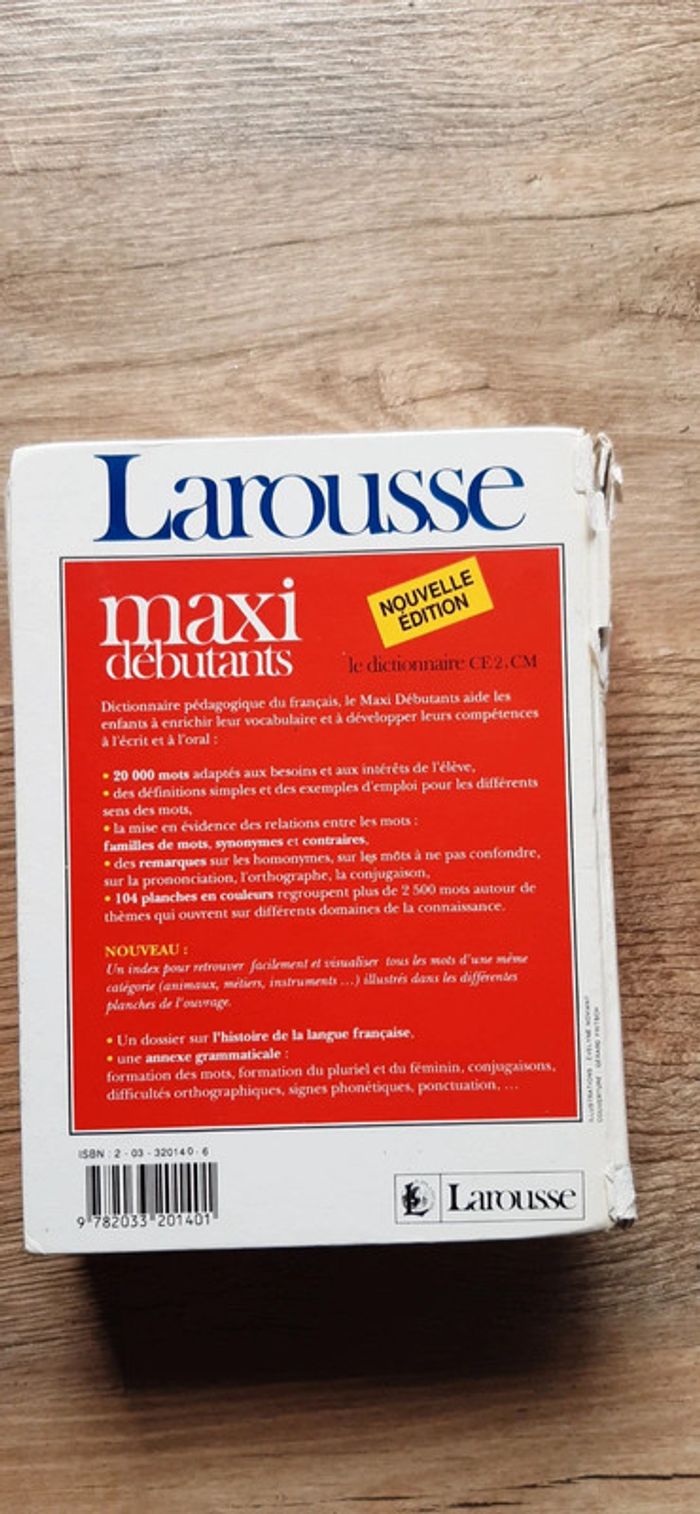 Larousse
maxi
débutants
NOUVELLE
ÉDITION
le dictionnaire CE2.CM
Dictionnaire pédagogique du français, le Maxi Débutants aide les
enfants à enrichir leur vocabulaire et à développer leurs compétences
à l'écrit et à l'oral :
• 20 000 mots adaptés aux besoins et aux intérêts de l'élève,
• des définitions simples et des exemples d'emploi pour les différents
sens des mots,
• la mise en évidence des relations entre les mots :
familles de mots, synonymes et contraires,
• des remarques sur les homonymes, sur les mots à ne pas confondre,
sur la prononciation, l'orthographe, la conjugaison,
• 104 planches en couleurs regroupent plus de 2 500 mots autour de
thèmes qui ouvrent sur différents domaines de la connaissance.
NOUVEAU :
Un index pour retrouver facilement et visualiser tous les mots d'une même
catégorie (animaux, métiers, instruments ...) illustrés dans les différentes
planches de l'ouvrage.
• Un dossier sur l'histoire de la langue française,
• une annexe grammaticale :
formation des mots, formation du pluriel et du féminin, conjugaisons,
difficultés orthographiques, signes phonétiques, ponctuation, ...
ILLUSTRATIONS : ÉVELYNE NOVIANT
COUVERTURE : GÉRARD FRITSCH
ISBN : 2 - 03 - 320140 - 6
9 782033 201401
Larousse